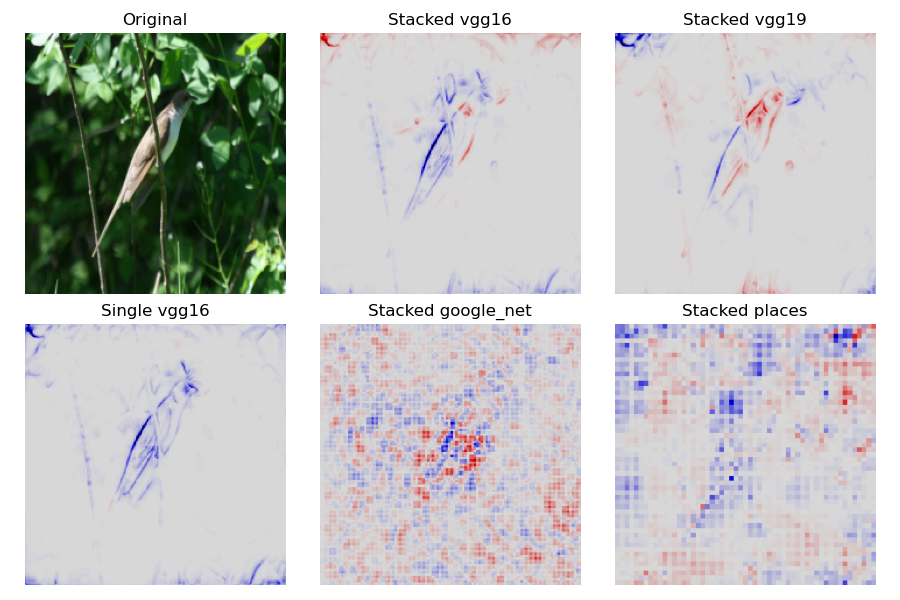 Original
Stacked vgg16
Stacked vgg19
Single vgg16
Stacked google_net
Stacked places